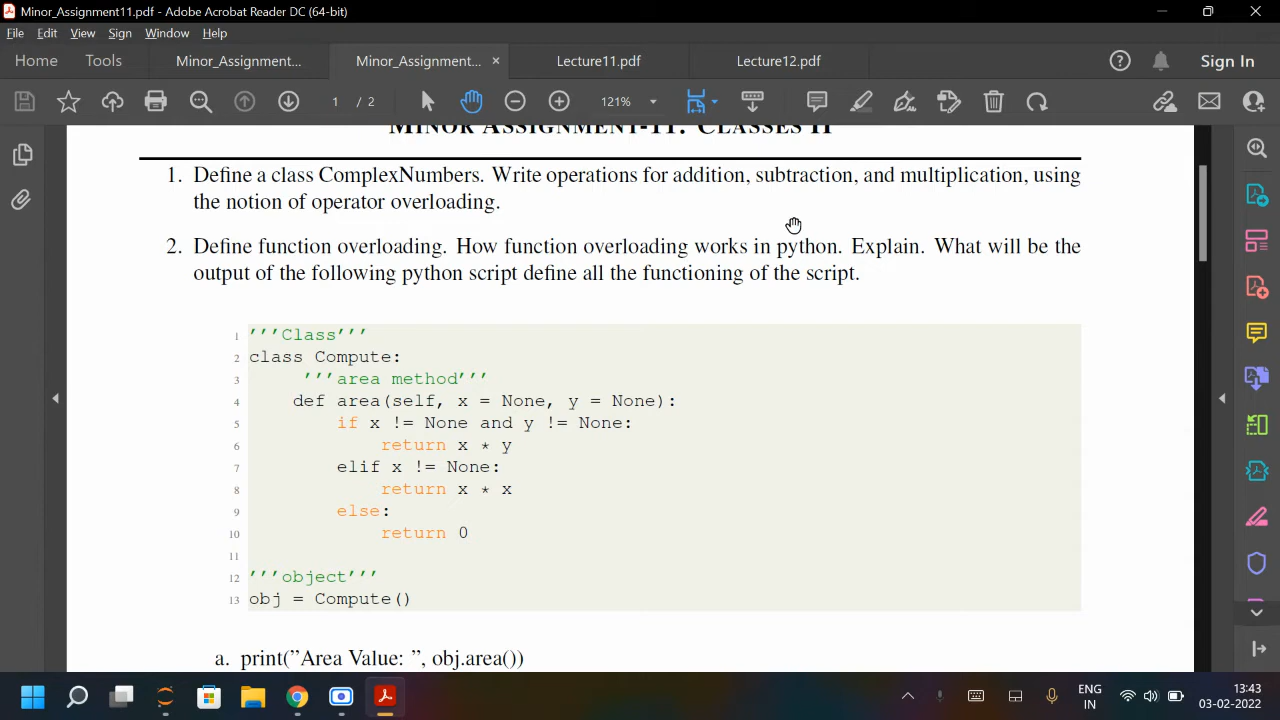 Minor_Assignment11.pdf - Adobe Acrobat Reader DC (64-bit)
File Edit View Sign Window Help
Home Tools Minor_Assignment... Minor_Assignment... × Lecture11.pdf Lecture12.pdf Sign In
1 / 2 121%
MINOR ASSIGNMENT-11: CLASSES II
1. Define a class ComplexNumbers. Write operations for addition, subtraction, and multiplication, using
the notion of operator overloading.
2. Define function overloading. How function overloading works in python. Explain. What will be the
output of the following python script define all the functioning of the script.
1 ’’’Class’’’
2 class Compute:
3 ’’’area method’’’
4 def area(self, x = None, y = None):
5 if x != None and y != None:
6 return x * y
7 elif x != None:
8 return x * x
9 else:
10 return 0
11
12 ’’’object’’’
13 obj = Compute()
a. print(”Area Value: ”, obj.area())
ENG
IN
13:43
03-02-2022